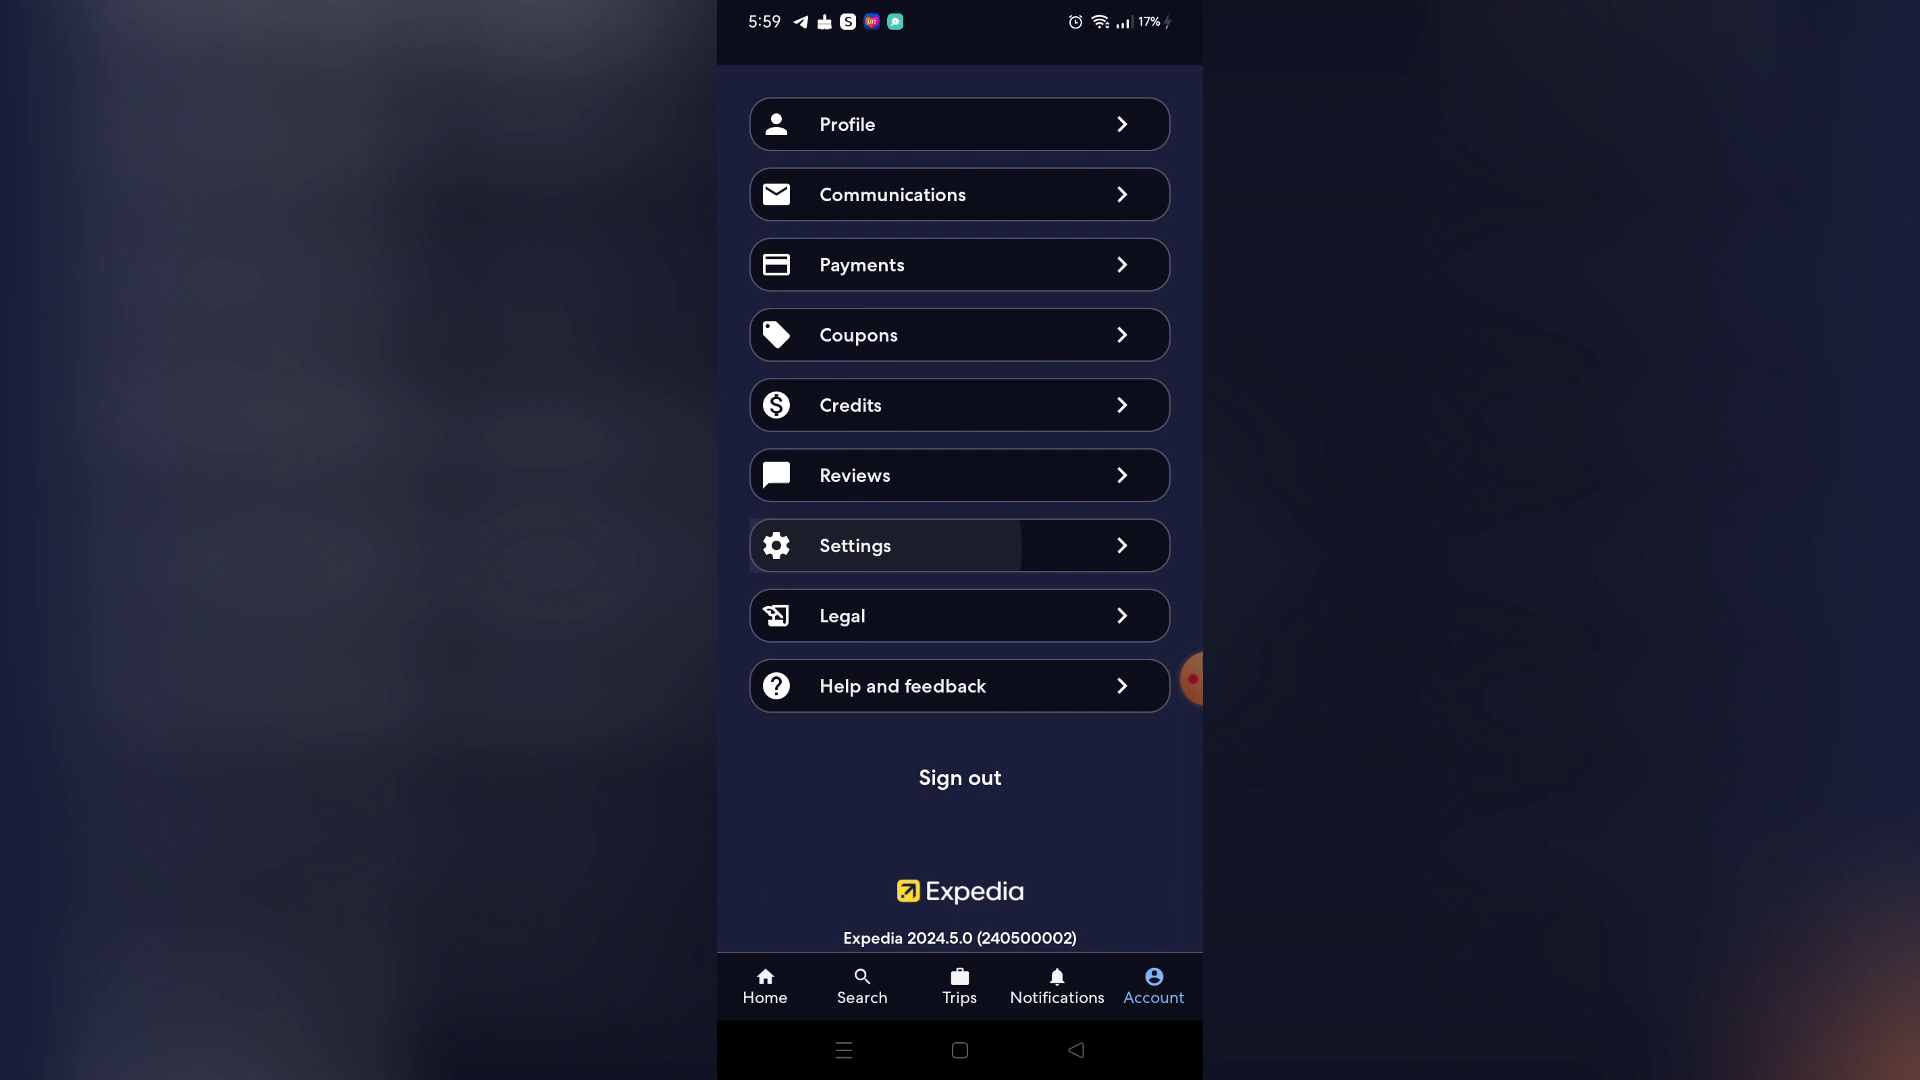 5:59
S
17%
Profile
Communications
Payments
Coupons
Credits
Reviews
Settings
Legal
Help and feedback
Sign out
Expedia
Expedia 2024.5.0 (240500002)
Home
Search
Trips
Notifications
Account